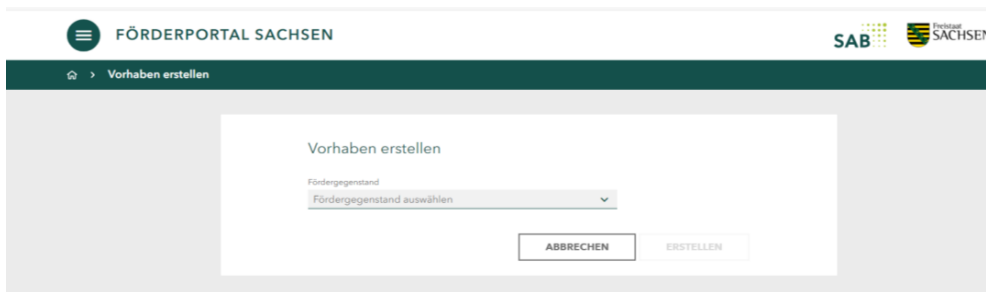 FÖRDERPORTAL SACHSEN
SAB
Freistaat
SACHSEN
Vorhaben erstellen
Vorhaben erstellen
Fördergegenstand
Fördergegenstand auswählen
ABBRECHEN ERSTELLEN